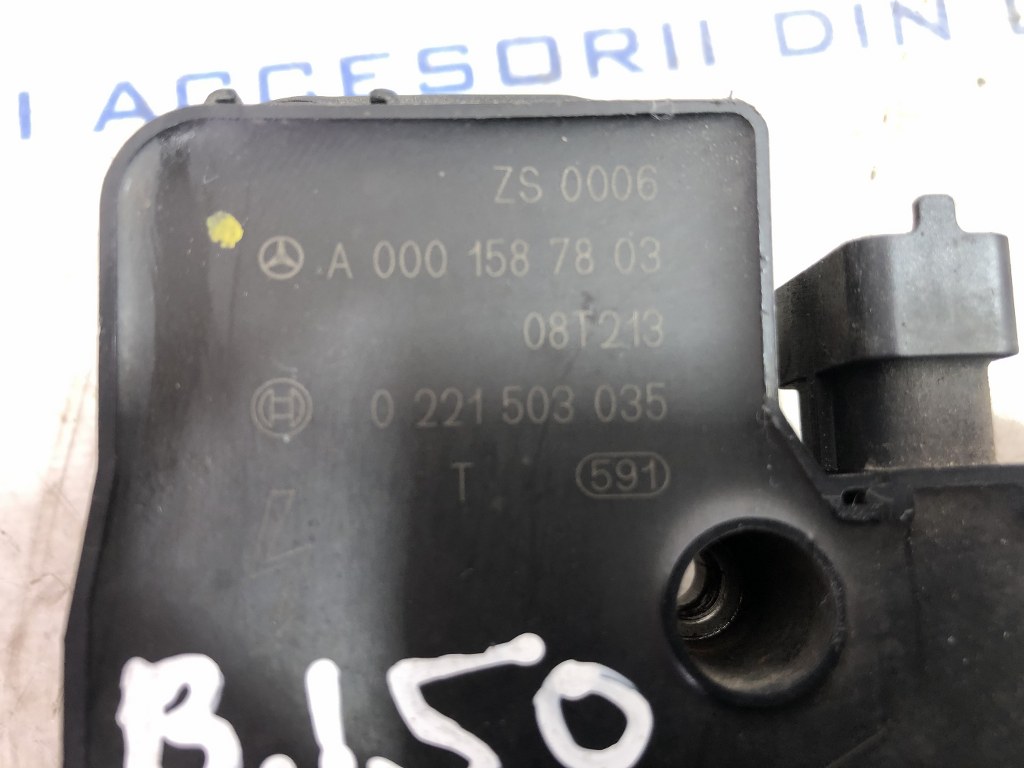 I ACCESORII DIN
ZS 0006
A 000 158 78 03
08T213
0 221 503 035
T 591
B.150